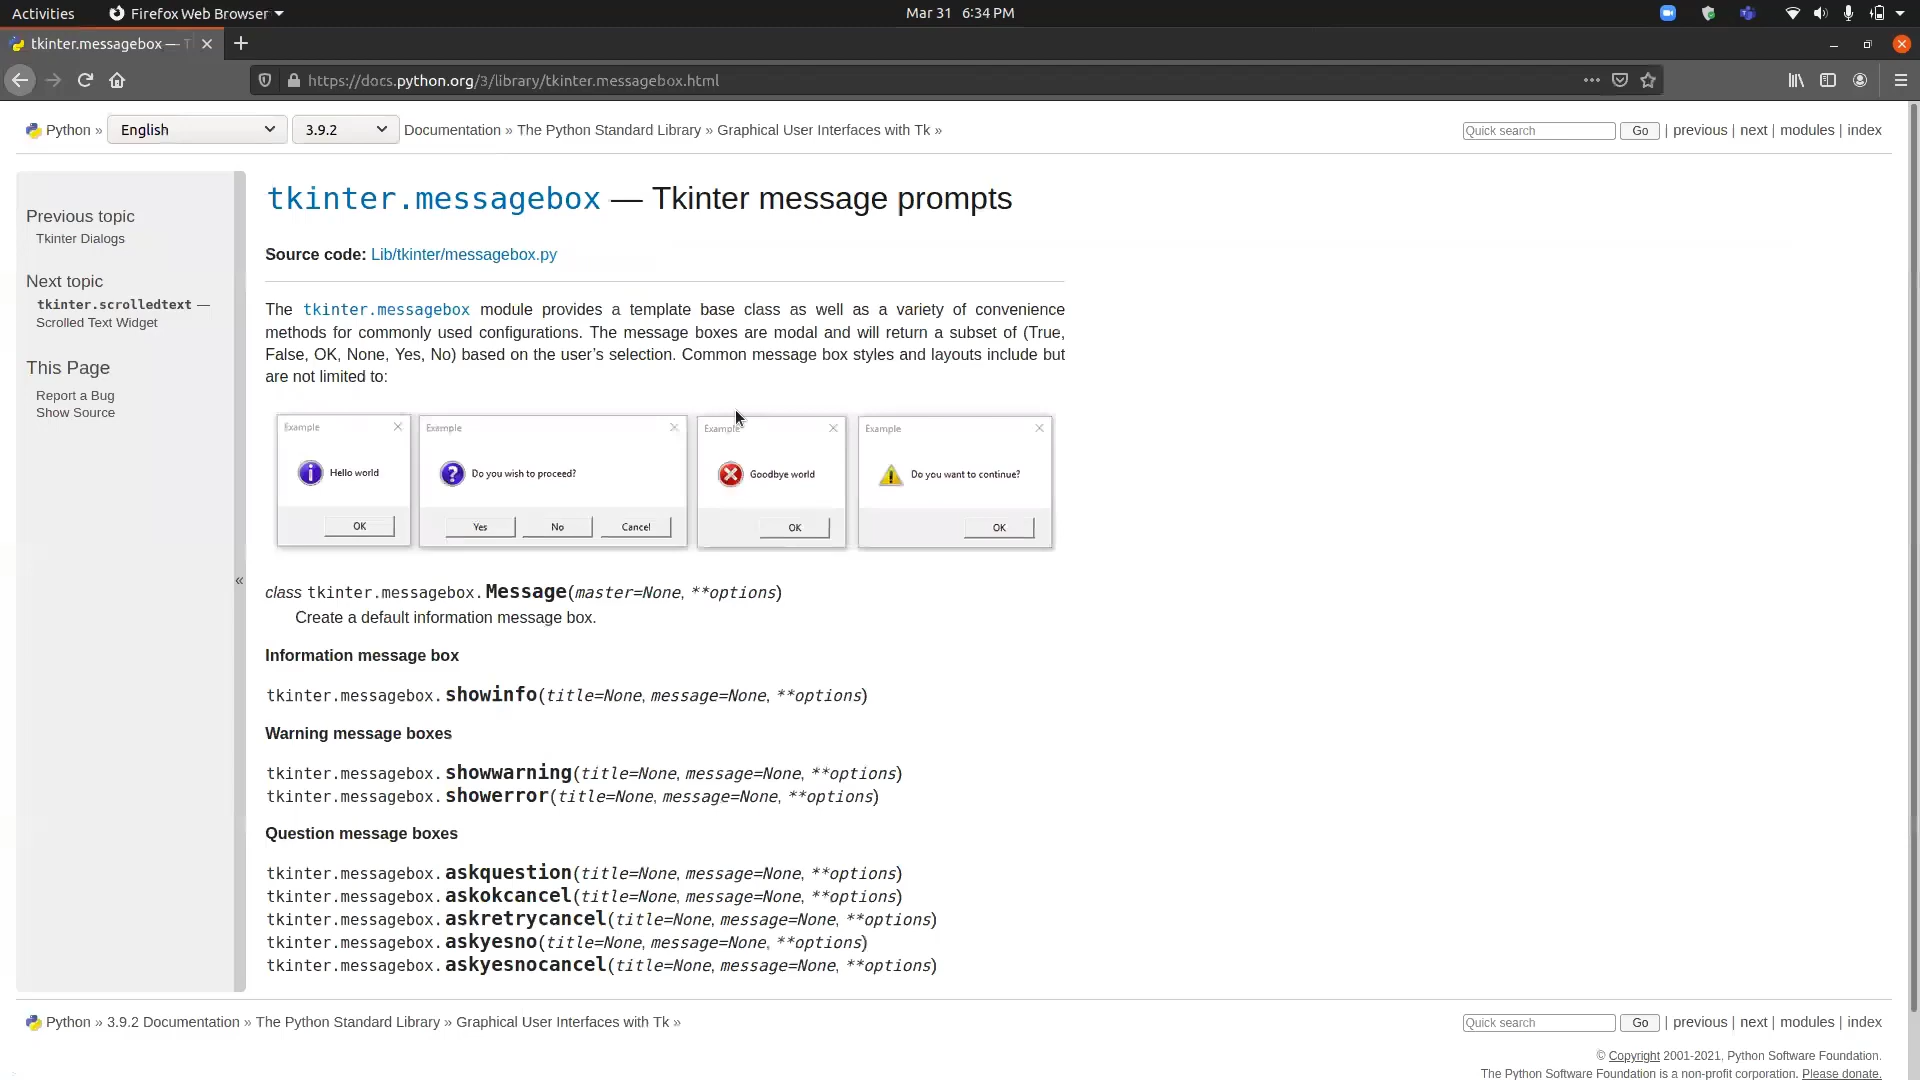 Activities Firefox Web Browser Mar 31 6:34 PM
tkinter.messagebox — T
https://docs.python.org/3/library/tkinter.messagebox.html
Python » English 3.9.2 Documentation » The Python Standard Library » Graphical User Interfaces with Tk » Quick search Go | previous | next | modules | index
Previous topic
Tkinter Dialogs
Next topic
tkinter.scrolledtext —
Scrolled Text Widget
This Page
Report a Bug
Show Source
«
tkinter.messagebox — Tkinter message prompts
Source code: Lib/tkinter/messagebox.py
The tkinter.messagebox module provides a template base class as well as a variety of convenience
methods for commonly used configurations. The message boxes are modal and will return a subset of (True,
False, OK, None, Yes, No) based on the user’s selection. Common message box styles and layouts include but
are not limited to:
Example
Hello world
OK
Example
Do you wish to proceed?
Yes No Cancel
Example
Goodbye world
OK
Example
Do you want to continue?
OK
class tkinter.messagebox.Message(master=None, **options)
Create a default information message box.
Information message box
tkinter.messagebox.showinfo(title=None, message=None, **options)
Warning message boxes
tkinter.messagebox.showwarning(title=None, message=None, **options)
tkinter.messagebox.showerror(title=None, message=None, **options)
Question message boxes
tkinter.messagebox.askquestion(title=None, message=None, **options)
tkinter.messagebox.askokcancel(title=None, message=None, **options)
tkinter.messagebox.askretrycancel(title=None, message=None, **options)
tkinter.messagebox.askyesno(title=None, message=None, **options)
tkinter.messagebox.askyesnocancel(title=None, message=None, **options)
Python » 3.9.2 Documentation » The Python Standard Library » Graphical User Interfaces with Tk » Quick search Go | previous | next | modules | index
© Copyright 2001-2021, Python Software Foundation.
The Python Software Foundation is a non-profit corporation. Please donate.